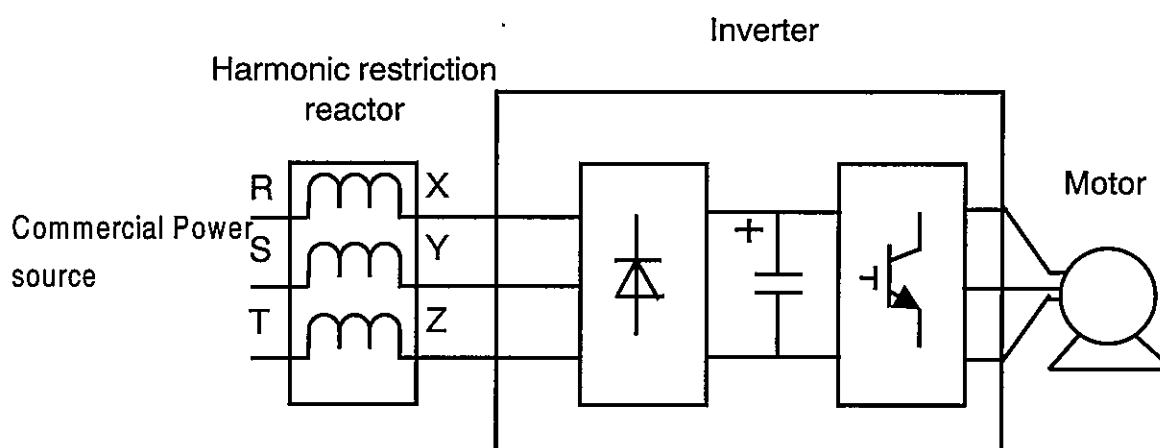 Inverter
Harmonic restriction
reactor
R
X
Motor
Commercial Power
source
S
Y
T
Z
+